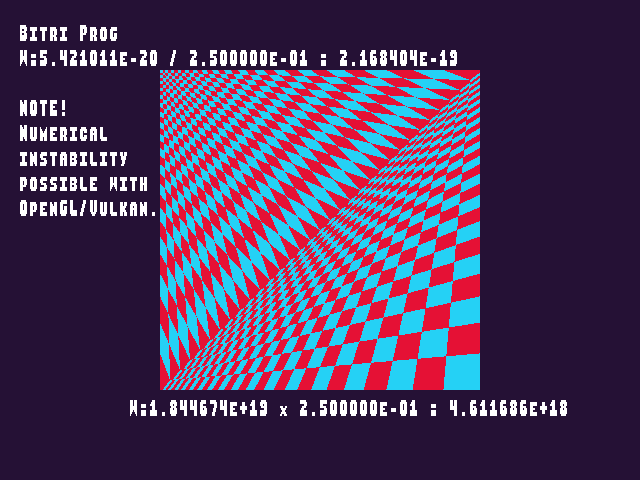 Bitri Prog
W:5.421011E-20 / 2.500000E-01 : 2.168404E-19
NOTE!
Numerical
instability
possible with
OpenGL/Vulkan.
W:1.844674E+19 x 2.500000E-01 : 4.611686E+18